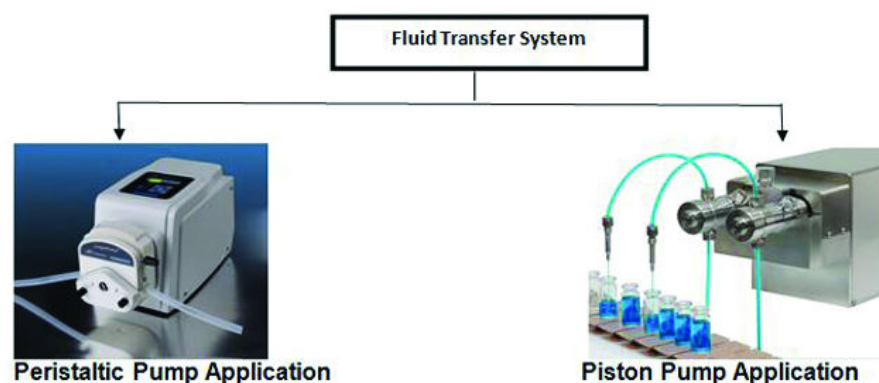 Fluid Transfer System
Peristaltic Pump Application
Piston Pump Application